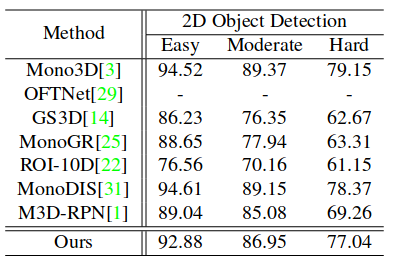 Method 2D Object Detection
Easy Moderate Hard
Mono3D[3] 94.52 89.37 79.15
OFTNet[29] - - -
GS3D[14] 86.23 76.35 62.67
MonoGR[25] 88.65 77.94 63.31
ROI-10D[22] 76.56 70.16 61.15
MonoDIS[31] 94.61 89.15 78.37
M3D-RPN[1] 89.04 85.08 69.26
Ours 92.88 86.95 77.04